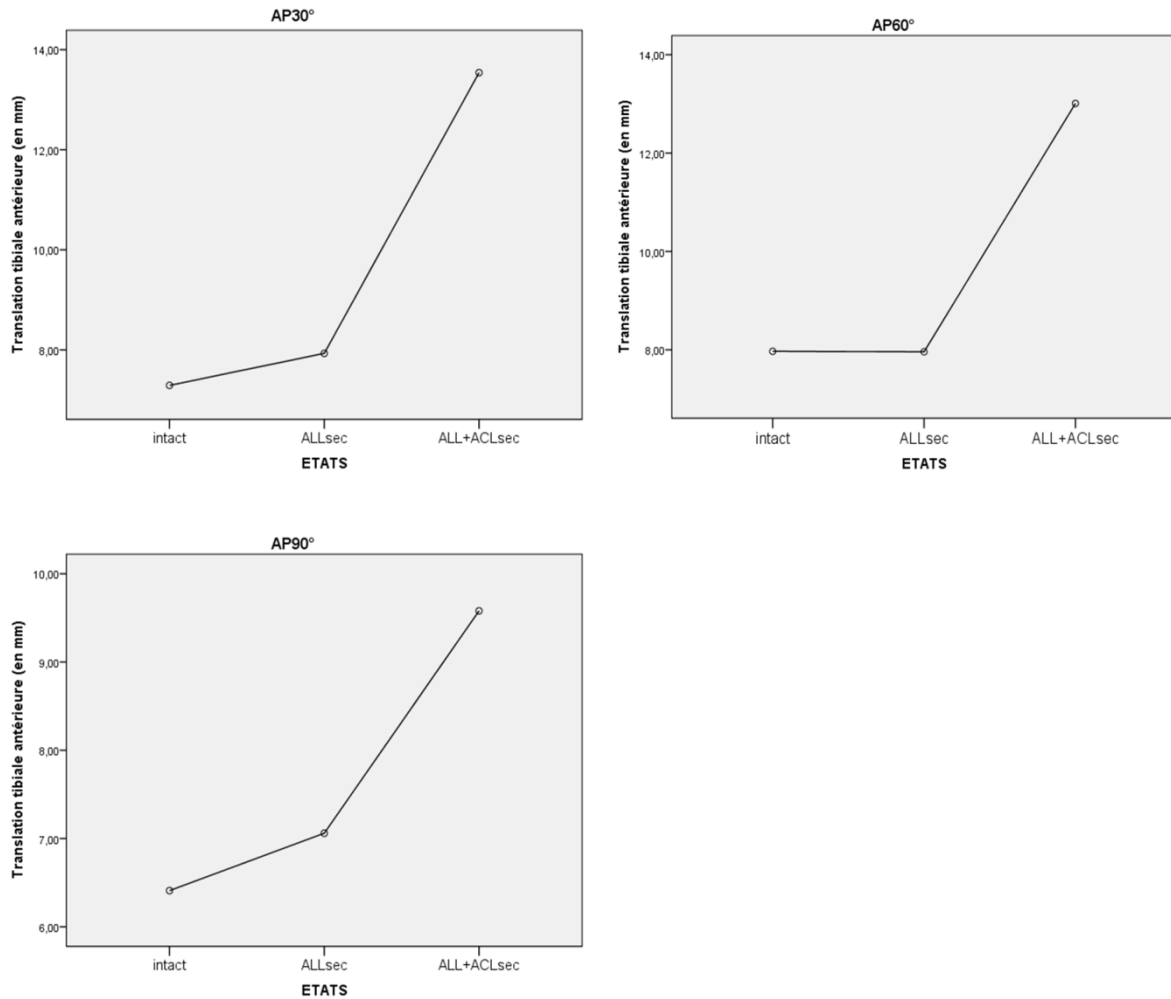 AP30°
Translation tibiale antérieure (en mm)
14,00
12,00
10,00
8,00
intact
ALLsec
ALL+ACLsec
ETATS
AP60°
Translation tibiale antérieure (en mm)
14,00
12,00
10,00
8,00
intact
ALLsec
ALL+ACLsec
ETATS
AP90°
Translation tibiale antérieure (en mm)
10,00
9,00
8,00
7,00
6,00
intact
ALLsec
ALL+ACLsec
ETATS